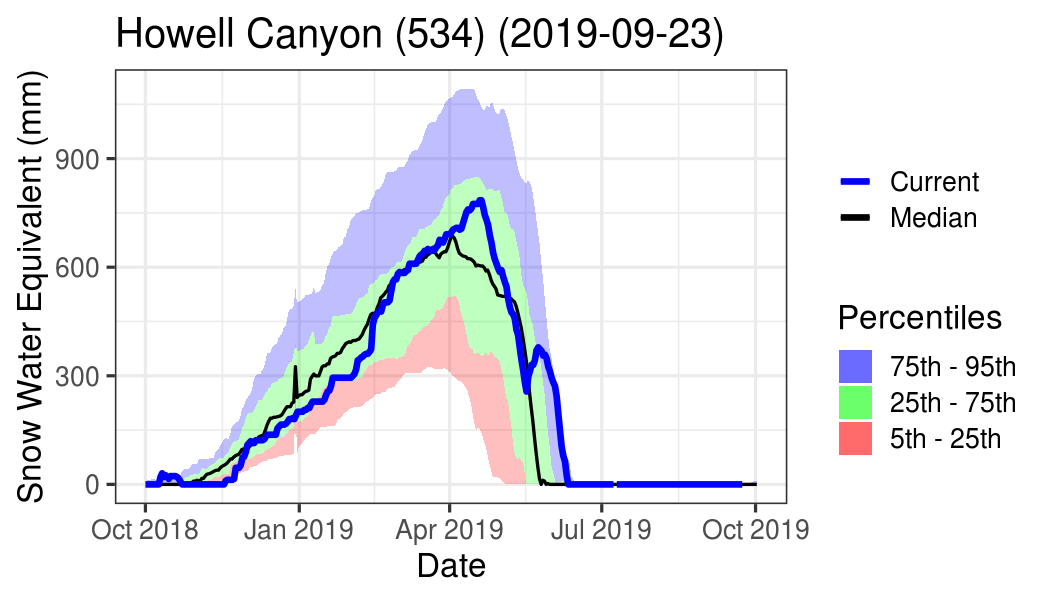 Howell Canyon (534) (2019-09-23)
Snow Water Equivalent (mm)
900
600
300
0
Oct 2018 Jan 2019 Apr 2019 Jul 2019 Oct 2019
Date
Current
Median
Percentiles
75th - 95th
25th - 75th
5th - 25th